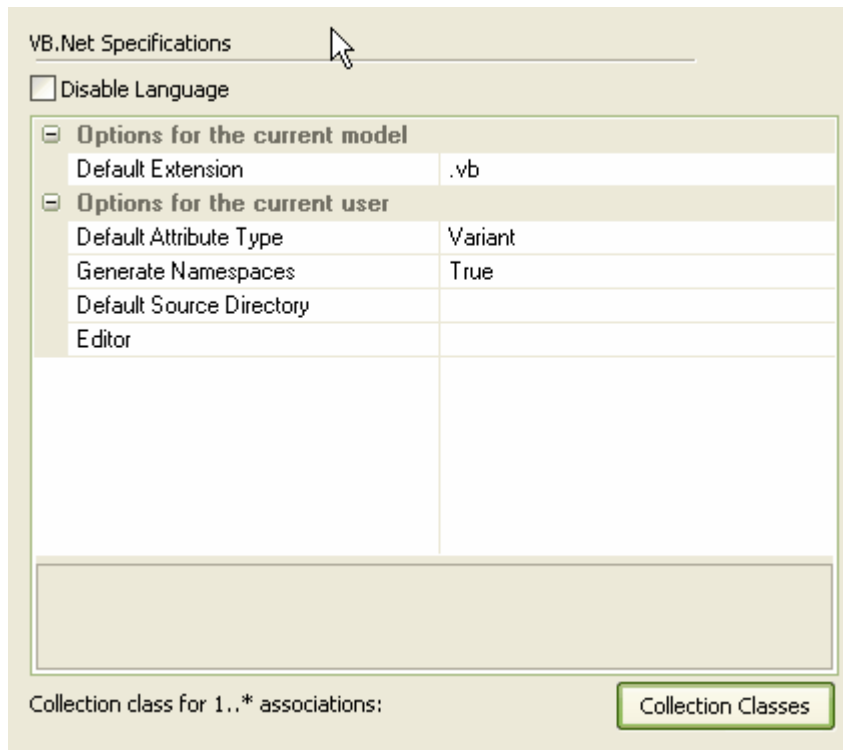 VB.Net Specifications
Disable Language
Options for the current model
Default Extension .vb
Options for the current user
Default Attribute Type Variant
Generate Namespaces True
Default Source Directory
Editor
Collection class for 1..* associations: Collection Classes